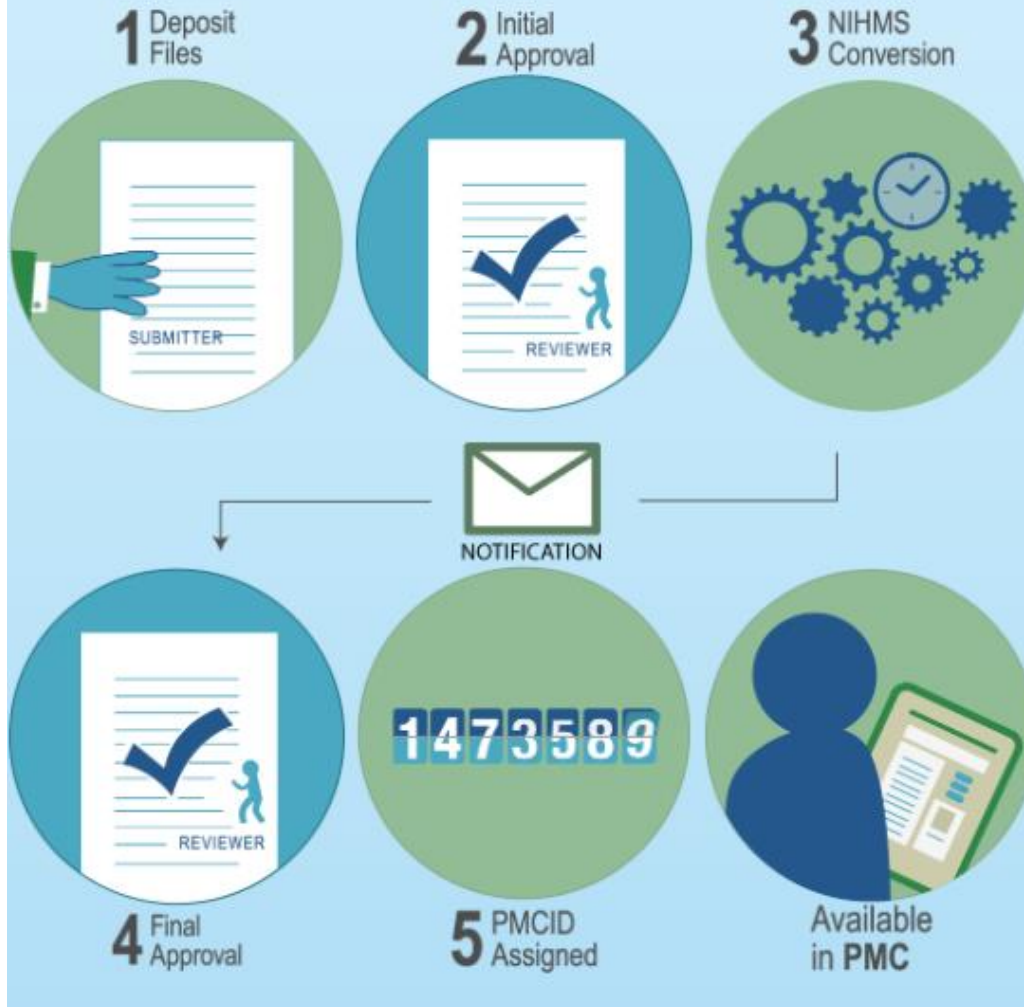 1 Deposit
Files
2 Initial
Approval
3 NIHMS
Conversion
SUBMITTER
REVIEWER
NOTIFICATION
1473589
REVIEWER
4 Final
Approval
5 PMCID
Assigned
Available
in PMC